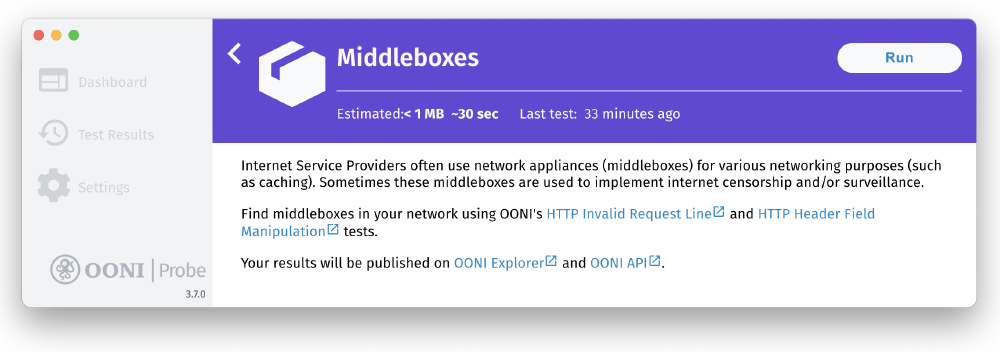 Dashboard
Test Results
Settings
OONI | Probe
3.7.0
Middleboxes
Run
Estimated:< 1 MB ~30 sec Last test: 33 minutes ago
Internet Service Providers often use network appliances (middleboxes) for various networking purposes (such
as caching). Sometimes these middleboxes are used to implement internet censorship and/or surveillance.
Find middleboxes in your network using OONI's HTTP Invalid Request Line and HTTP Header Field
Manipulation tests.
Your results will be published on OONI Explorer and OONI API.